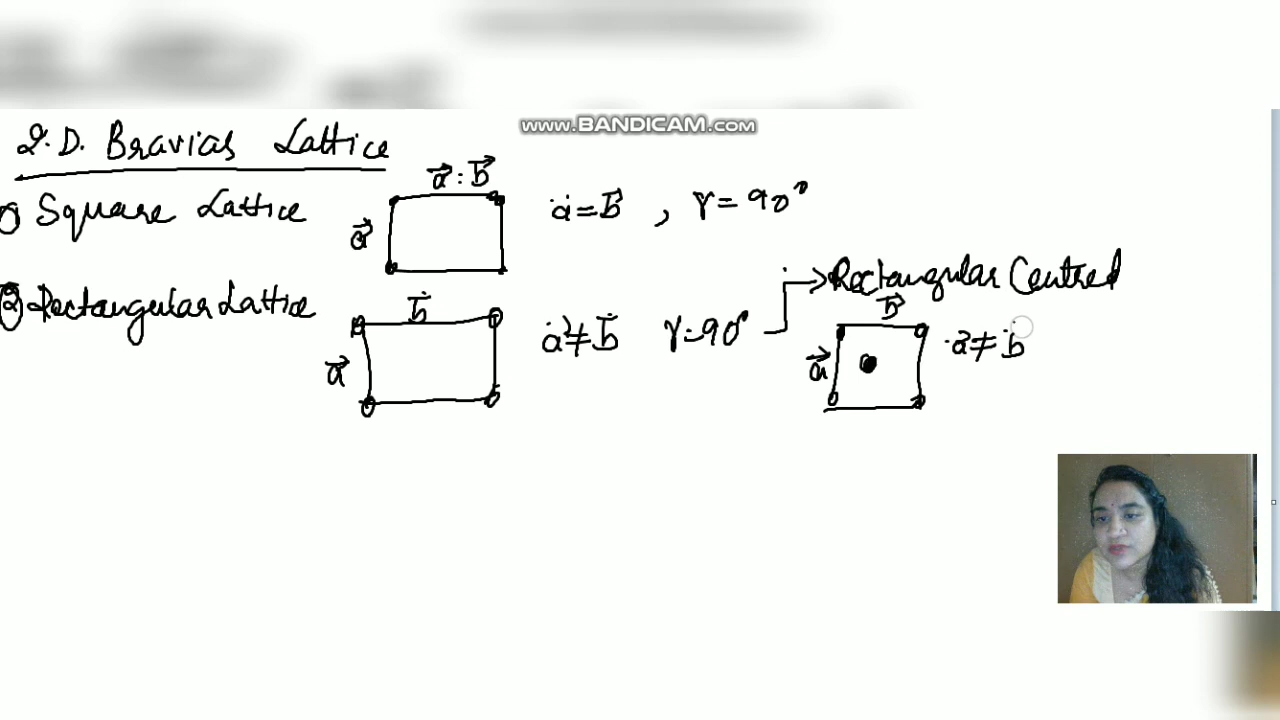 www.BANDICAM.com
2.D. Bravias Lattice
1) Square Lattice
a⃗ = b⃗
a⃗
a⃗ = b⃗ , γ = 90°
2) Rectangular Lattice
b⃗
a⃗
a⃗ ≠ b⃗ γ = 90°
Rectangular Centred
b⃗
a⃗
a⃗ ≠ b⃗